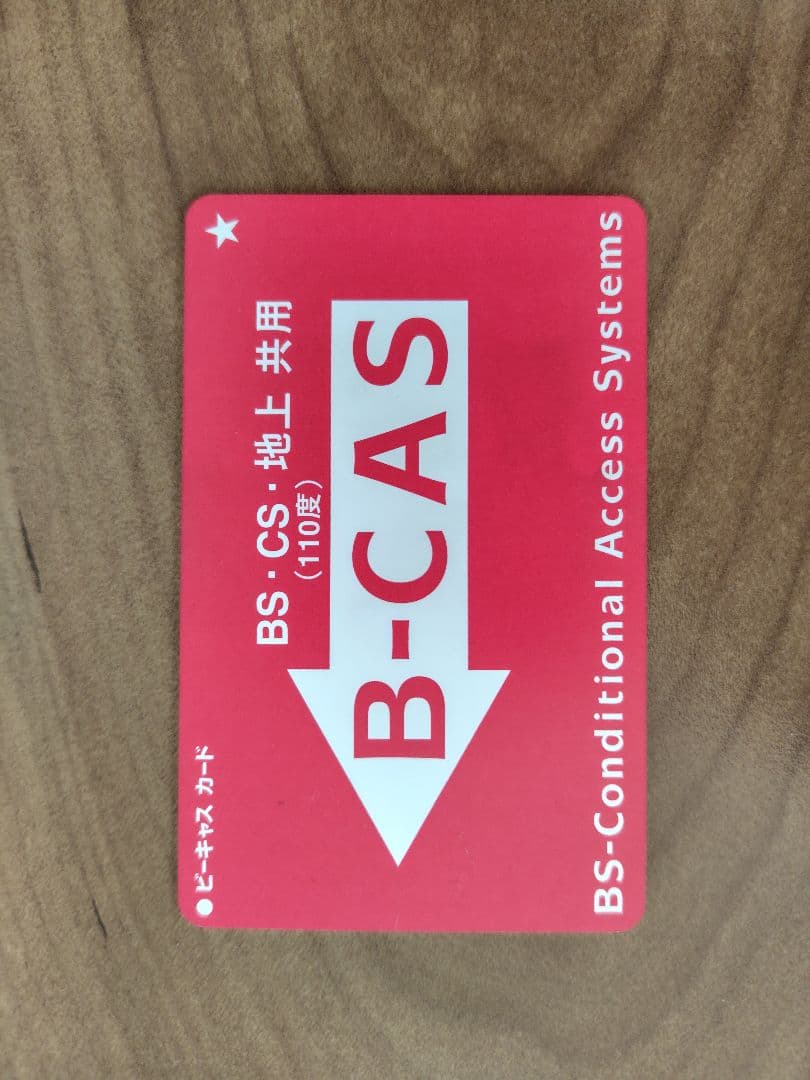 ● ビーキャス カード
★
BS・CS・地上 共用
(110度)
B-CAS
BS-Conditional Access Systems